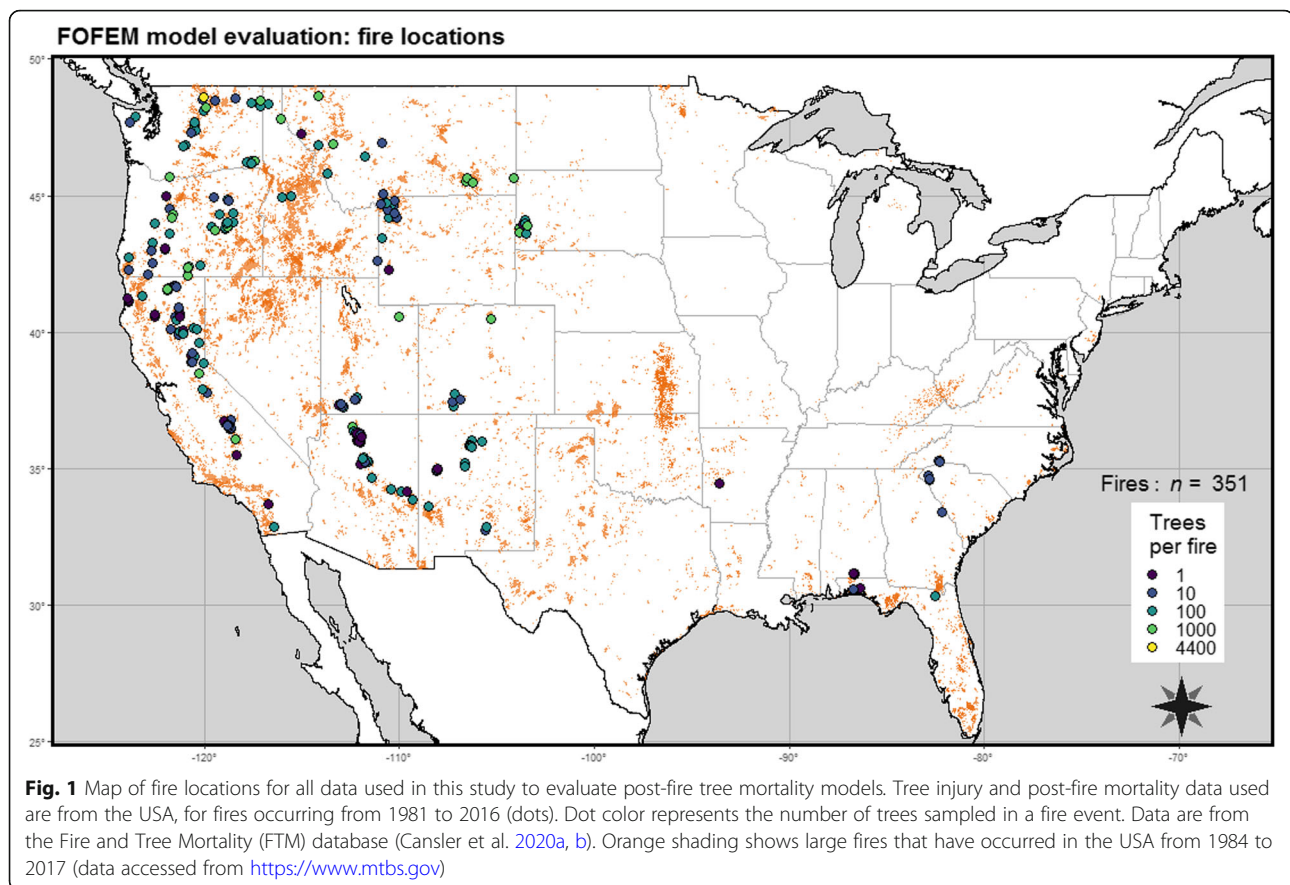 FOFEM model evaluation: fire locations
50°
45°
40°
35°
30°
25°
-120°
-110°
-100°
-90°
-80°
-70°
Fires : n = 351
Trees
per fire
1
10
100
1000
4400
Fig. 1 Map of fire locations for all data used in this study to evaluate post-fire tree mortality models. Tree injury and post-fire mortality data used
are from the USA, for fires occurring from 1981 to 2016 (dots). Dot color represents the number of trees sampled in a fire event. Data are from
the Fire and Tree Mortality (FTM) database (Cansler et al. 2020a, b). Orange shading shows large fires that have occurred in the USA from 1984 to
2017 (data accessed from https://www.mtbs.gov)